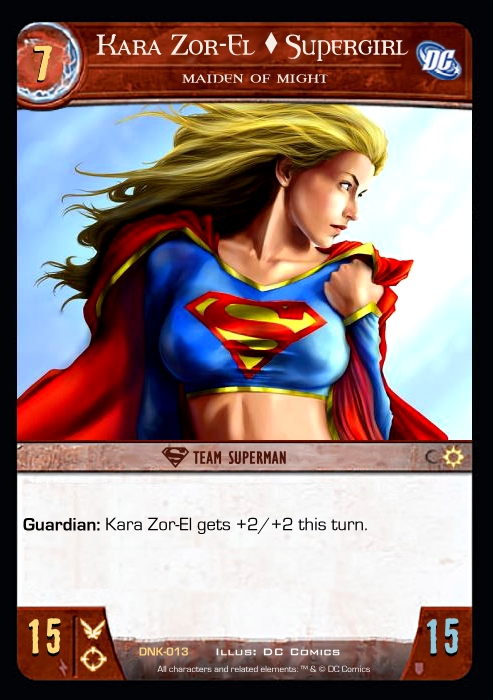 7
Kara Zor-El ♦ Supergirl
DC
MAIDEN OF MIGHT
S
TEAM SUPERMAN
Guardian: Kara Zor-El gets +2/+2 this turn.
15
15
DNK-013 Illus: DC Comics
All characters and related elements: ™ & © DC Comics